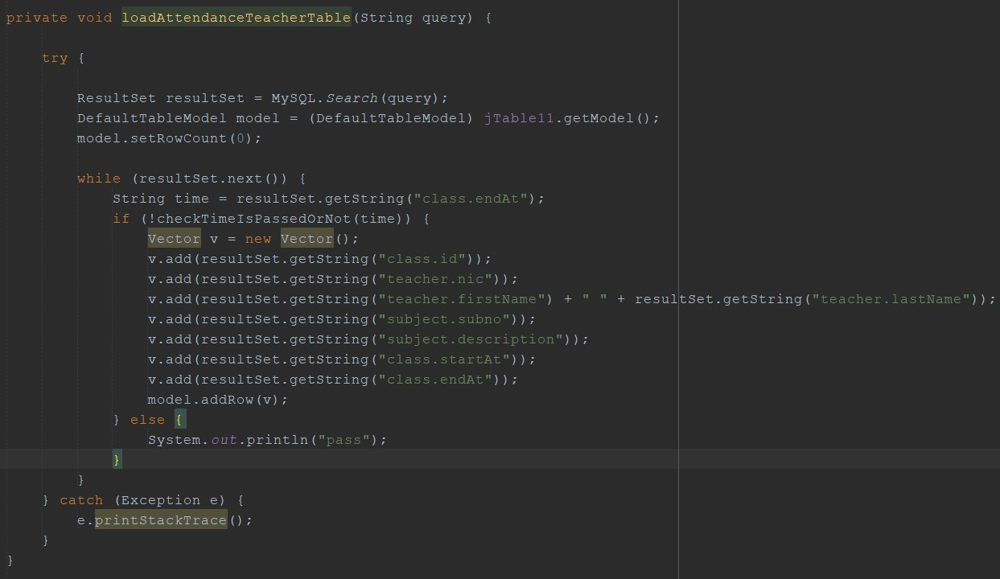 private void loadAttendanceTeacherTable(String query) {
try {
ResultSet resultSet = MySQL.Search(query);
DefaultTableModel model = (DefaultTableModel) jTable11.getModel();
model.setRowCount(0);
while (resultSet.next()) {
String time = resultSet.getString("class.endAt");
if (!checkTimeIsPassedOrNot(time)) {
Vector v = new Vector();
v.add(resultSet.getString("class.id"));
v.add(resultSet.getString("teacher.nic"));
v.add(resultSet.getString("teacher.firstName") + " " + resultSet.getString("teacher.lastName"));
v.add(resultSet.getString("subject.subno"));
v.add(resultSet.getString("subject.description"));
v.add(resultSet.getString("class.startAt"));
v.add(resultSet.getString("class.endAt"));
model.addRow(v);
} else {
System.out.println("pass");
}
}
} catch (Exception e) {
e.printStackTrace();
}
}